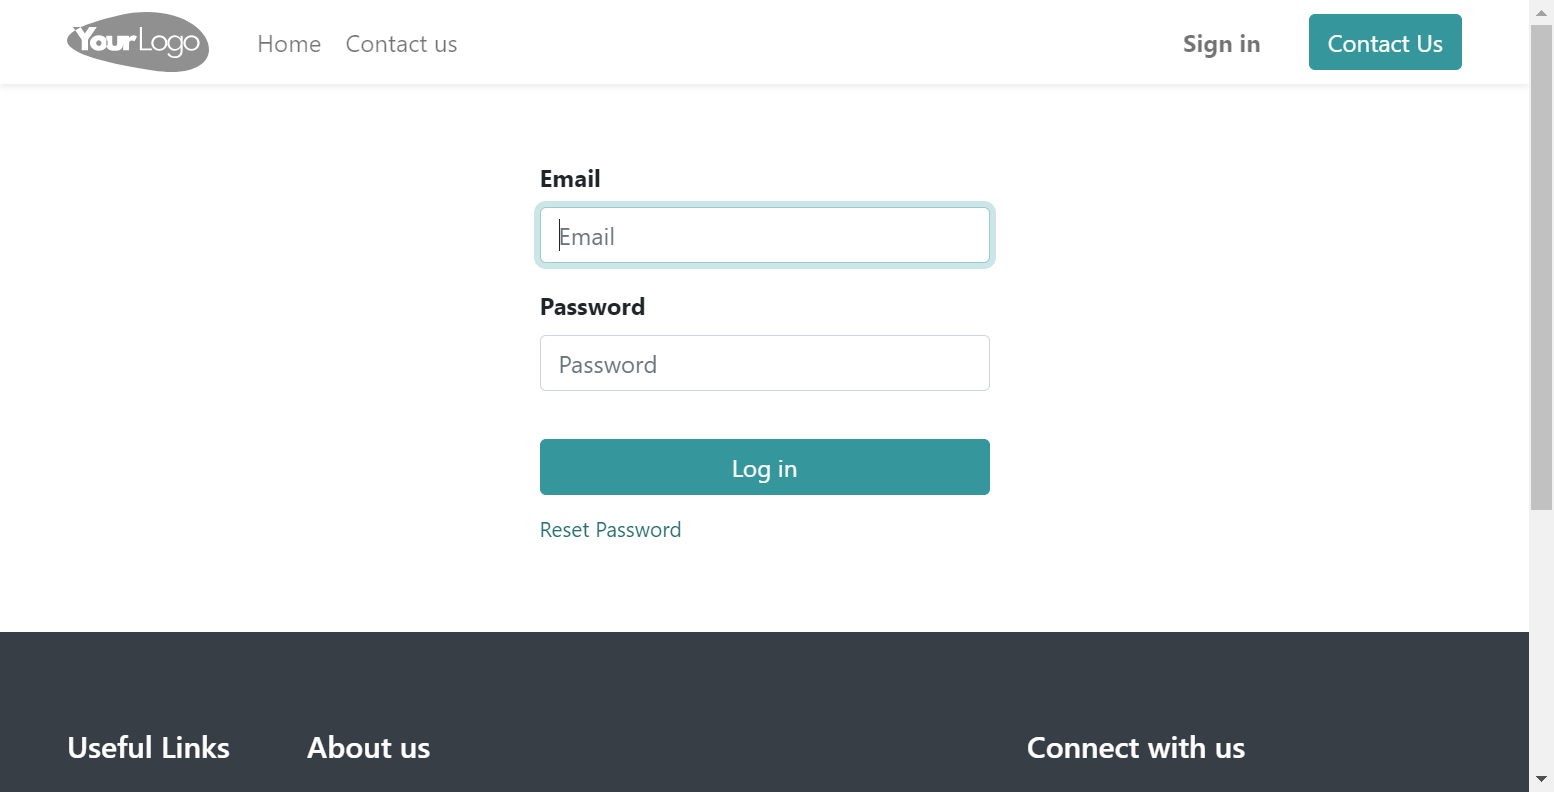 YourLogo Home Contact us Sign in Contact Us
Email
Email
Password
Password
Log in
Reset Password
Useful Links About us Connect with us